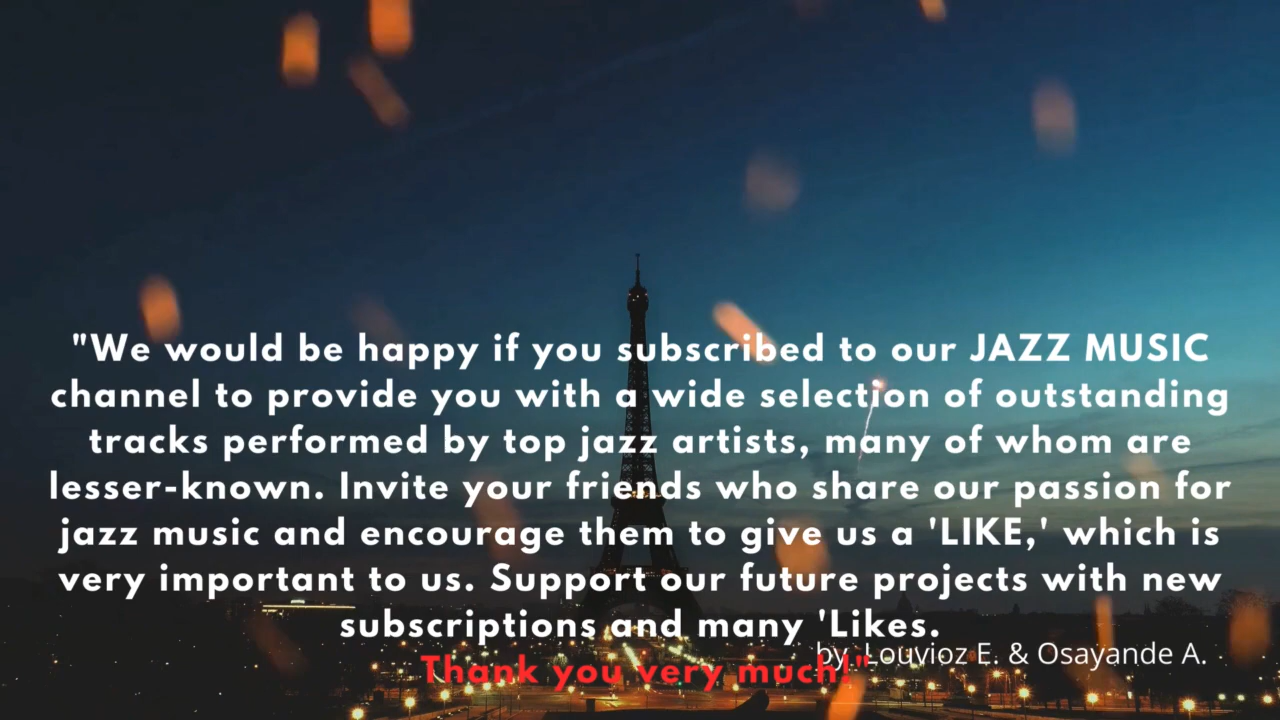 "We would be happy if you subscribed to our JAZZ MUSIC
channel to provide you with a wide selection of outstanding
tracks performed by top jazz artists, many of whom are
lesser-known. Invite your friends who share our passion for
jazz music and encourage them to give us a 'LIKE,' which is
very important to us. Support our future projects with new
subscriptions and many 'Likes.
Thank you very much!"
by Louvioz E. & Osayande A.